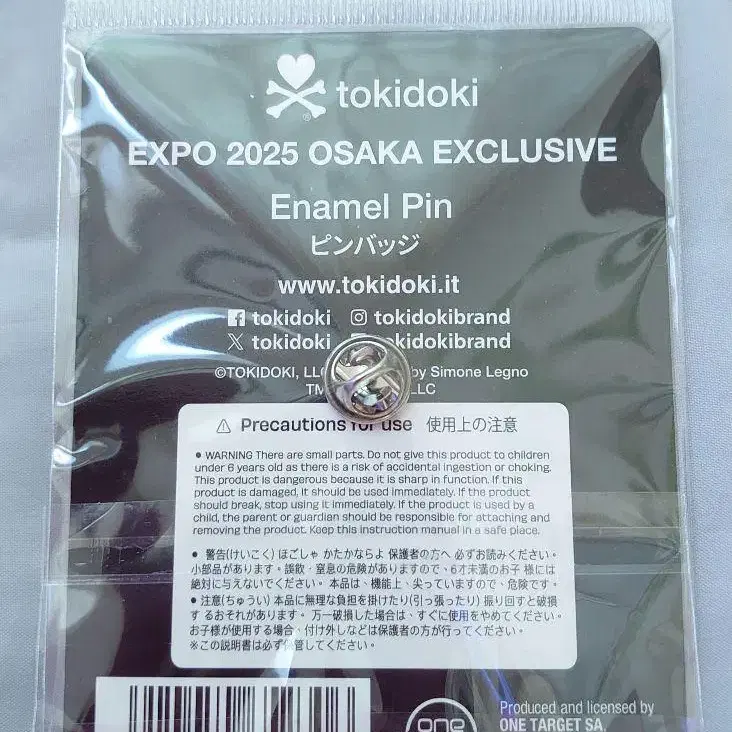 tokidoki
EXPO 2025 OSAKA EXCLUSIVE
Enamel Pin
ピンバッジ
www.tokidoki.it
tokidoki tokidokibrand
tokidoki okidokibrand
©TOKIDOKI, LLC by Simone Legno
TM LLC
Precautions for use 使用上の注意
● WARNING There are small parts. Do not give this product to children
under 6 years old as there is a risk of accidental ingestion or choking.
This product is dangerous because it is sharp in function. If this
product is damaged, it should be used immediately. If the product
should break, stop using it immediately. If the product is used by a
child, the parent or guardian should be responsible for attaching and
removing the product. Keep this instruction manual in a safe place.
● 警告(けいこく) ほごしゃ かたかならよ 保護者の方へ 必ずお読みください。
小部品があります。誤飲・窒息の危険がありますので、6才未満のお子 様には
絶対に与えないでください。 本品は、機能上、尖っていますので、危険です。
● 注意(ちゅうい) 本品に無理な負担を掛けたり(引っ張ったり) 振り回すと破損
す るおそれがあります。 万一破損した場合は、すぐに使用をやめてください。
お子様が使用する場合、付け外しなどは保護者の方が行ってください。
※この説明書は必ず保管してください。
one
Produced and licensed by
ONE TARGET SA